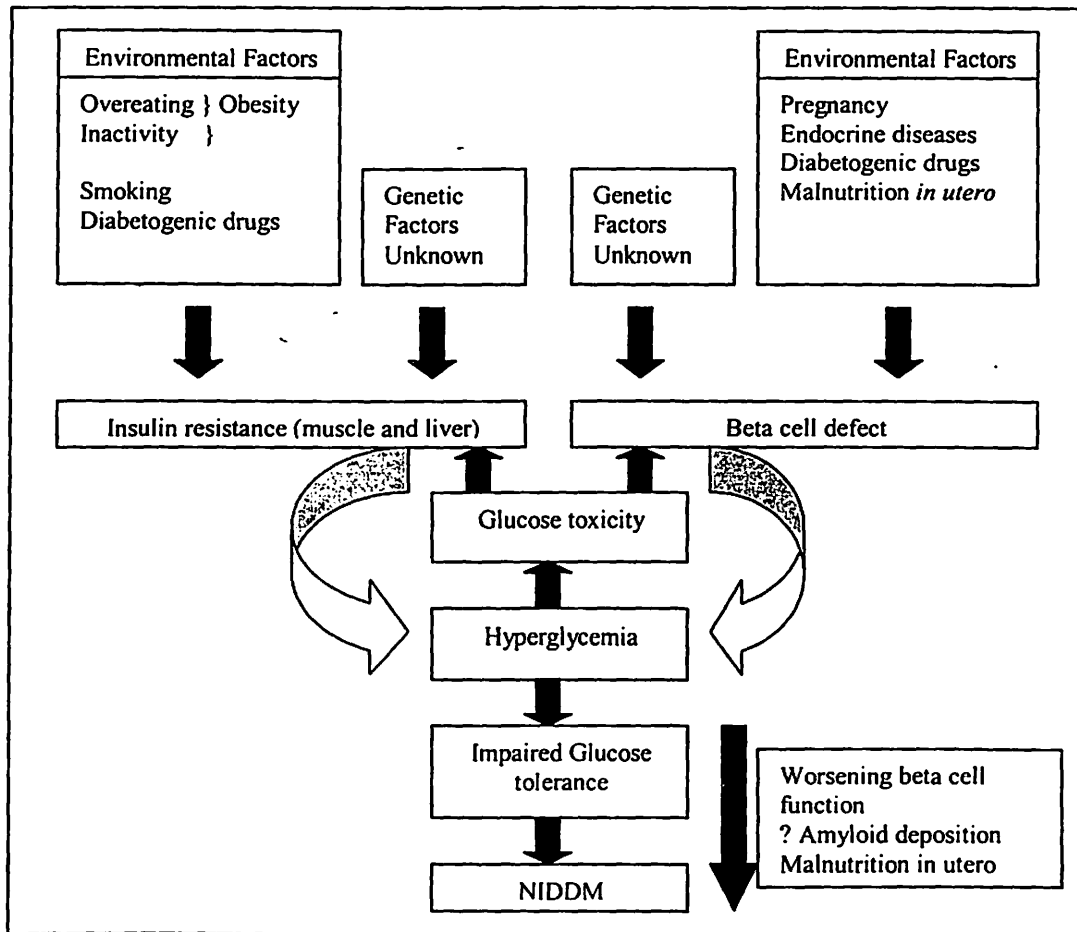 Environmental Factors
Overeating } Obesity
Inactivity }
Smoking
Diabetogenic drugs
Genetic
Factors
Unknown
Genetic
Factors
Unknown
Environmental Factors
Pregnancy
Endocrine diseases
Diabetogenic drugs
Malnutrition in utero
Insulin resistance (muscle and liver)
Beta cell defect
Glucose toxicity
Hyperglycemia
Impaired Glucose
tolerance
Worsening beta cell
function
? Amyloid deposition
Malnutrition in utero
NIDDM